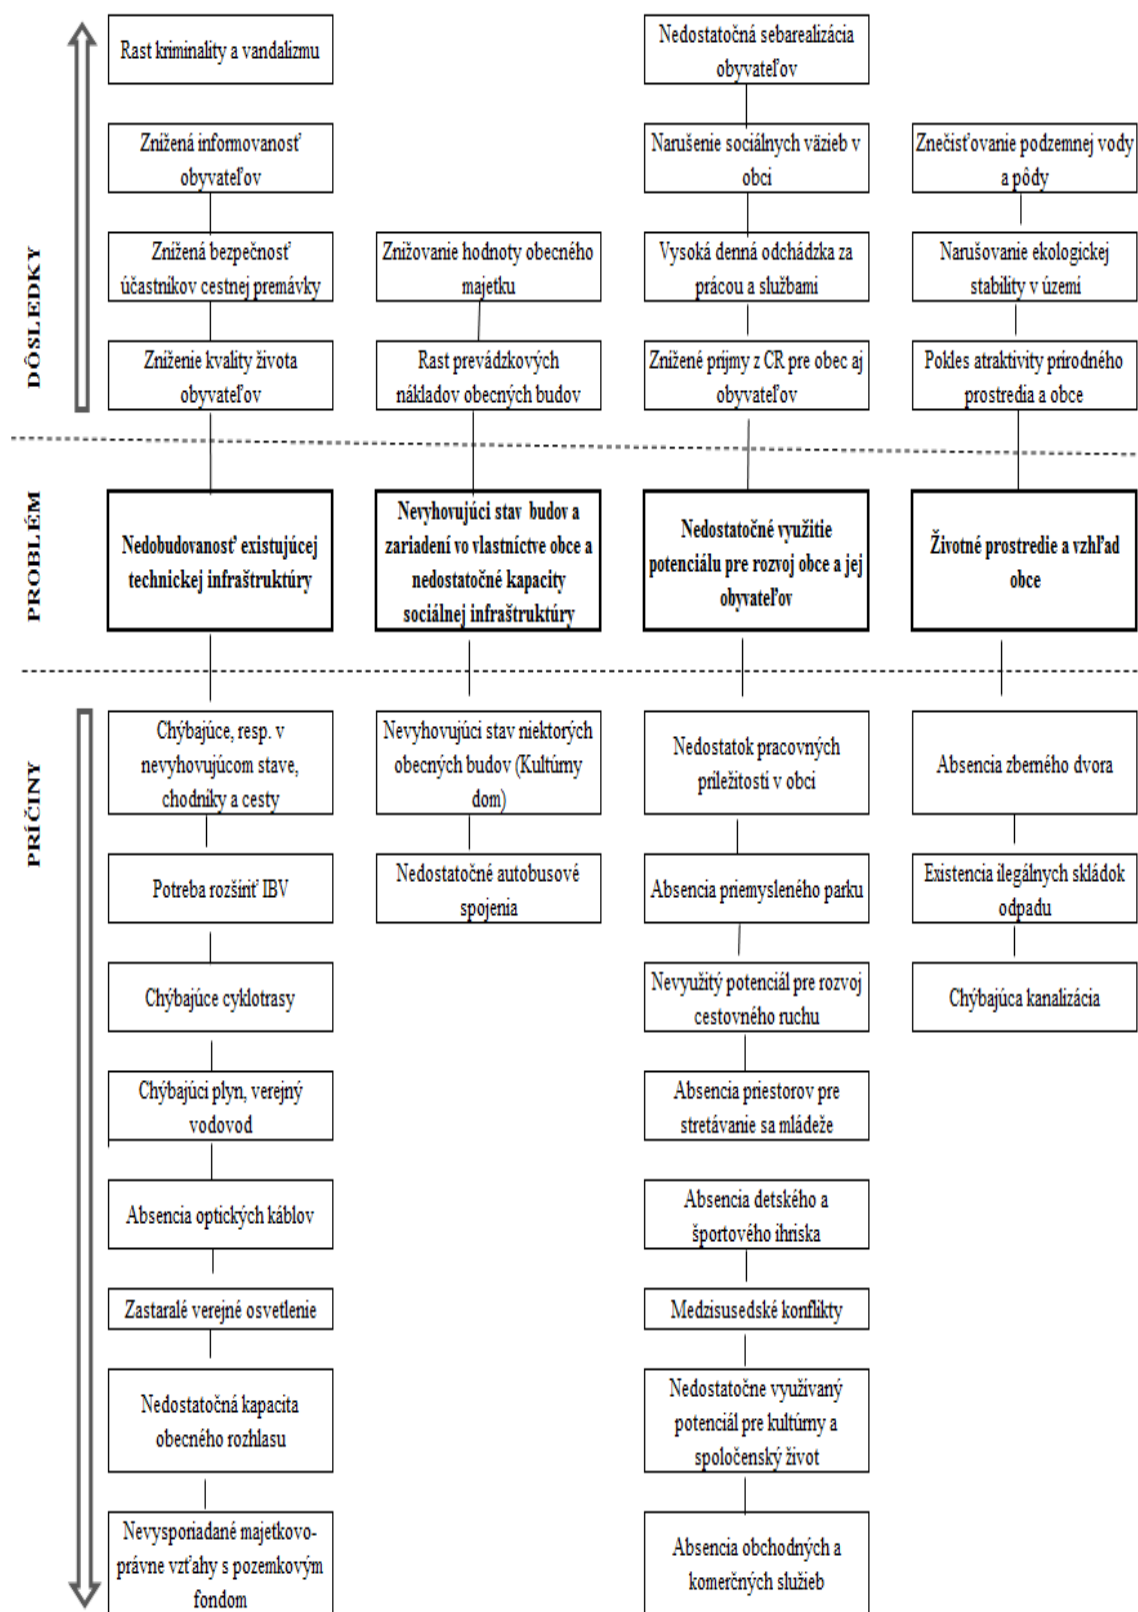 DÔSLEDKY
Rast kriminality a vandalizmu
Znížená informovanosť
obyvateľov
Znížená bezpečnosť
účastníkov cestnej premávky
Zníženie kvality života
obyvateľov
Znižovanie hodnoty obecného
majetku
Rast prevádzkových
nákladov obecných budov
Nedostatočná sebarealizácia
obyvateľov
Narušenie sociálnych väzieb v
obci
Vysoká denná odchádzka za
prácou a službami
Znížené príjmy z CR pre obec aj
obyvateľov
Znečisťovanie podzemnej vody
a pôdy
Narušovanie ekologickej
stability v území
Pokles atraktivity prírodného
prostredia a obce
PROBLÉM
Nedobudovanosť existujúcej
technickej infraštruktúry
Nevyhovujúci stav budov a
zariadení vo vlastníctve obce a
nedostatočné kapacity
sociálnej infraštruktúry
Nedostatočné využitie
potenciálu pre rozvoj obce a jej
obyvateľov
Životné prostredie a vzhľad
obce
PRÍČINY
Chýbajúce, resp. v
nevyhovujúcom stave,
chodníky a cesty
Potreba rozšíriť IBV
Chýbajúce cyklotrasy
Chýbajúci plyn, verejný
vodovod
Absencia optických káblov
Zastaralé verejné osvetlenie
Nedostatočná kapacita
obecného rozhlasu
Nevysporiadané majetkovo-
právne vzťahy s pozemkovým
fondom
Nevyhovujúci stav niektorých
obecných budov (Kultúrny
dom)
Nedostatočné autobusové
spojenia
Nedostatok pracovných
príležitostí v obci
Absencia priemysleného parku
Nevyužitý potenciál pre rozvoj
cestovného ruchu
Absencia priestorov pre
stretávanie sa mládeže
Absencia detského a
športového ihriska
Medzisusedské konflikty
Nedostatočne využívaný
potenciál pre kultúrny a
spoločenský život
Absencia obchodných a
komerčných služieb
Absencia zberného dvora
Existencia ilegálnych skládok
odpadu
Chýbajúca kanalizácia